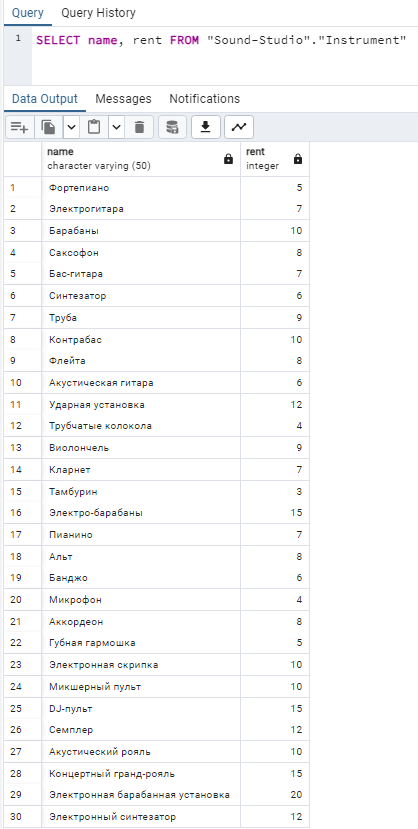 Query Query History
1 SELECT name, rent FROM "Sound-Studio"."Instrument"
Data Output Messages Notifications
name rent
character varying (50) integer
1 Фортепиано 5
2 Электрогитара 7
3 Барабаны 10
4 Саксофон 8
5 Бас-гитара 7
6 Синтезатор 6
7 Труба 9
8 Контрабас 10
9 Флейта 8
10 Акустическая гитара 6
11 Ударная установка 12
12 Трубчатые колокола 4
13 Виолончель 9
14 Кларнет 7
15 Тамбурин 3
16 Электро-барабаны 15
17 Пианино 7
18 Альт 8
19 Банджо 6
20 Микрофон 4
21 Аккордеон 8
22 Губная гармошка 5
23 Электронная скрипка 10
24 Микшерный пульт 10
25 DJ-пульт 15
26 Семплер 12
27 Акустический рояль 10
28 Концертный гранд-рояль 15
29 Электронная барабанная установка 20
30 Электронный синтезатор 12